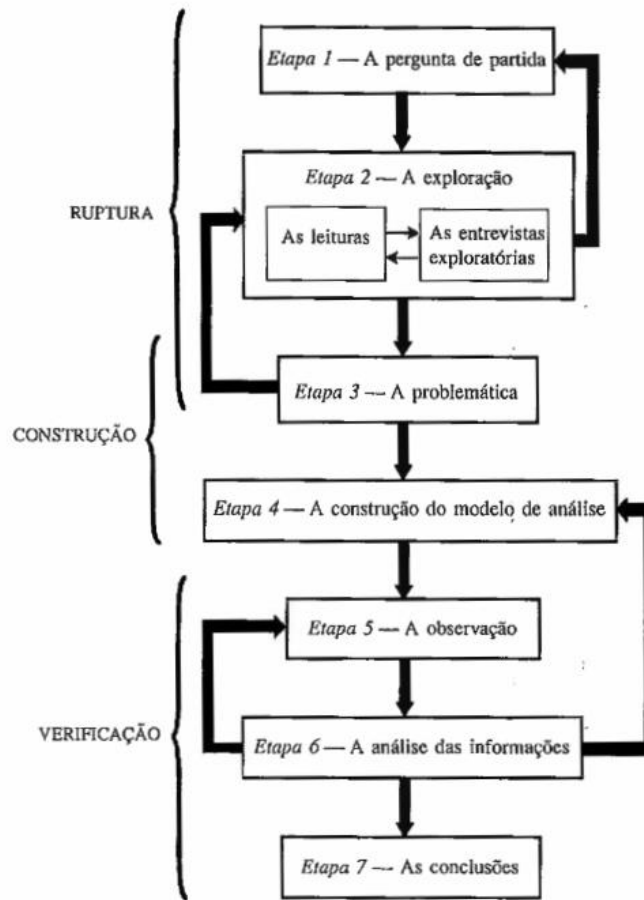 Etapa 1 — A pergunta de partida
Etapa 2 — A exploração
As leituras
As entrevistas
exploratórias
RUPTURA
Etapa 3 — A problemática
CONSTRUÇÃO
Etapa 4 — A construção do modelo de análise
Etapa 5 — A observação
VERIFICAÇÃO
Etapa 6 — A análise das informações
Etapa 7 — As conclusões